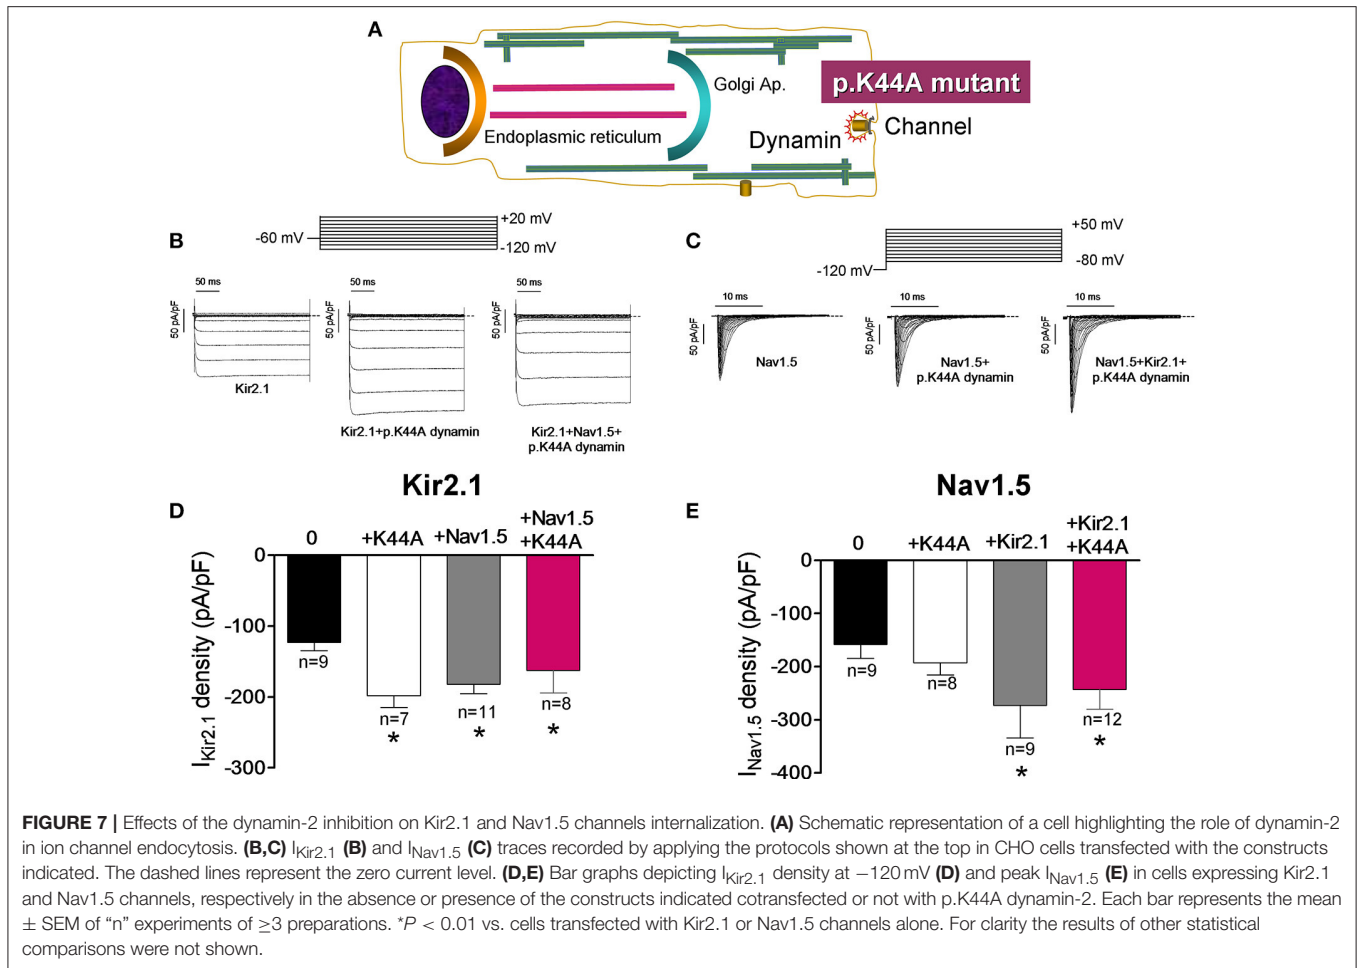 A
Golgi Ap.
p.K44A mutant
Endoplasmic reticulum
Dynamin
Channel
B
-60 mV
+20 mV
-120 mV
50 ms
50 ms
50 ms
50 pA/pF
50 pA/pF
50 pA/pF
Kir2.1
Kir2.1+p.K44A dynamin
Kir2.1+Nav1.5+
p.K44A dynamin
C
+50 mV
-80 mV
-120 mV
10 ms
10 ms
10 ms
50 pA/pF
50 pA/pF
50 pA/pF
Nav1.5
Nav1.5+
p.K44A dynamin
Nav1.5+Kir2.1+
p.K44A dynamin
Kir2.1
D
0
+K44A
+Nav1.5
+Nav1.5
+K44A
0
-100
-200
-300
IKir2.1 density (pA/pF)
n=9
n=7
n=11
n=8
*
*
*
Nav1.5
E
0
+K44A
+Kir2.1
+Kir2.1
+K44A
0
-100
-200
-300
-400
INav1.5 density (pA/pF)
n=9
n=8
n=9
n=12
*
*
FIGURE 7 | Effects of the dynamin-2 inhibition on Kir2.1 and Nav1.5 channels internalization. (A) Schematic representation of a cell highlighting the role of dynamin-2
in ion channel endocytosis. (B,C) IKir2.1 (B) and INav1.5 (C) traces recorded by applying the protocols shown at the top in CHO cells transfected with the constructs
indicated. The dashed lines represent the zero current level. (D,E) Bar graphs depicting IKir2.1 density at −120 mV (D) and peak INav1.5 (E) in cells expressing Kir2.1
and Nav1.5 channels, respectively in the absence or presence of the constructs indicated cotransfected or not with p.K44A dynamin-2. Each bar represents the mean
± SEM of “n” experiments of ≥3 preparations. *P < 0.01 vs. cells transfected with Kir2.1 or Nav1.5 channels alone. For clarity the results of other statistical
comparisons were not shown.